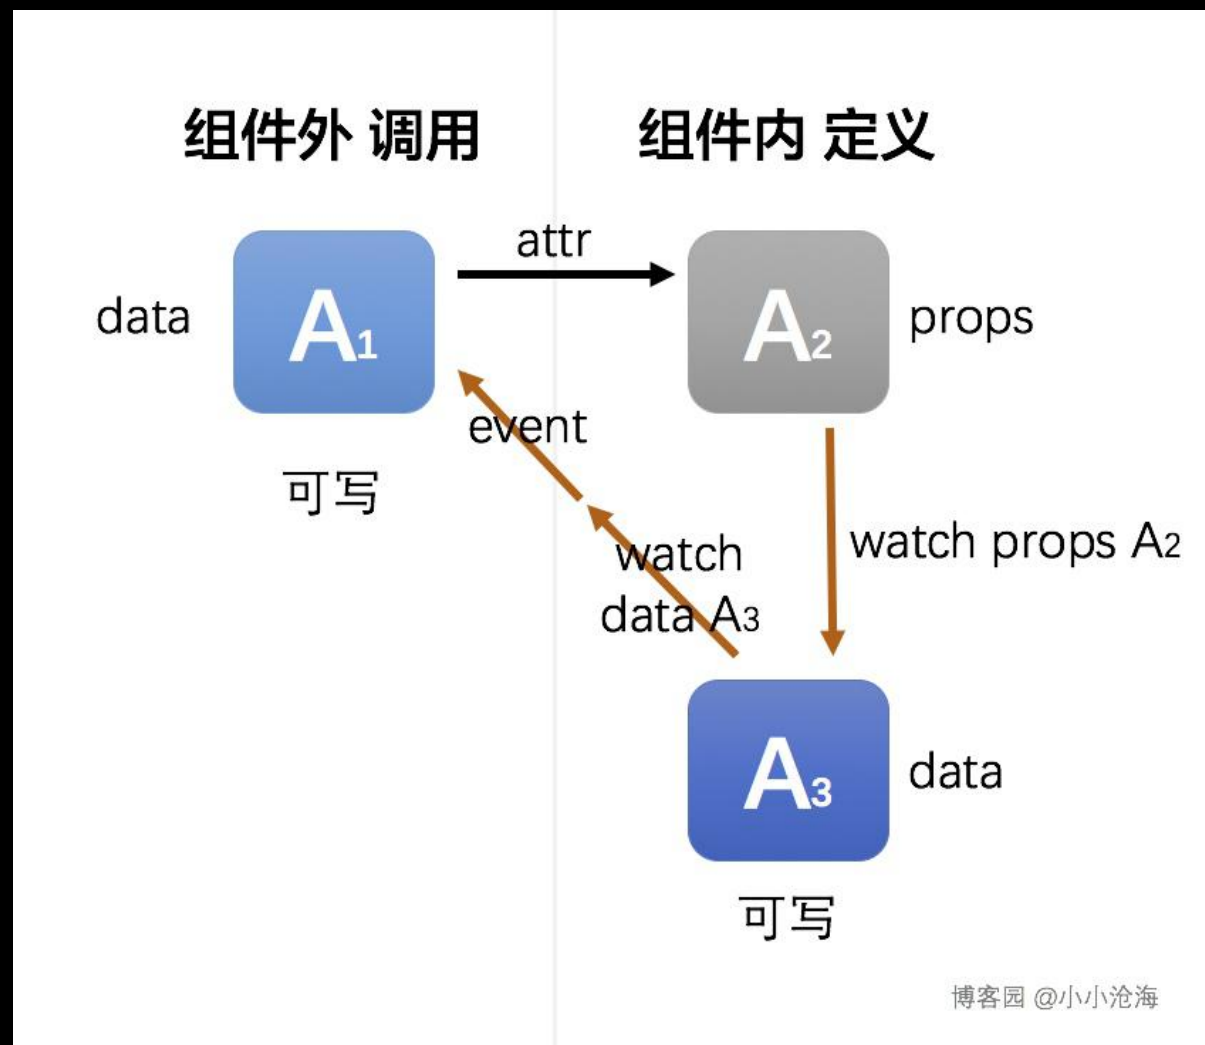 组件外 调用
组件内 定义
attr
data
A1
A2
props
event
可写
watch props A2
watch
data A3
A3
data
可写
博客园 @小小沧海